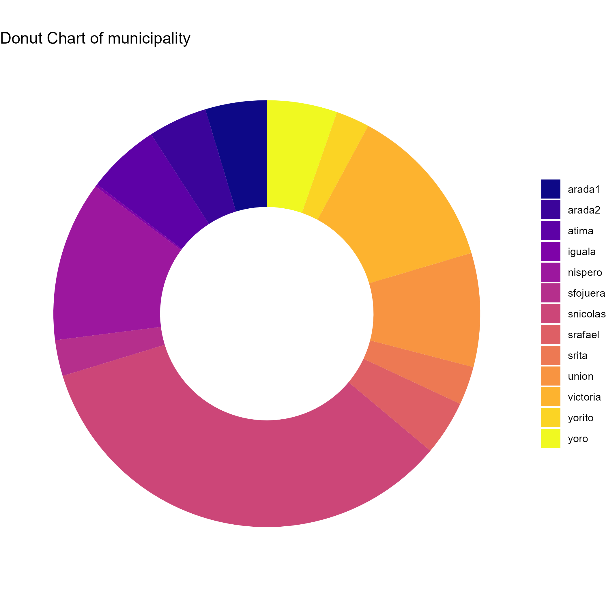 Donut Chart of municipality
arada1
arada2
atima
iguala
nispero
sfojuera
snicolas
srafael
srita
union
victoria
yorito
yoro